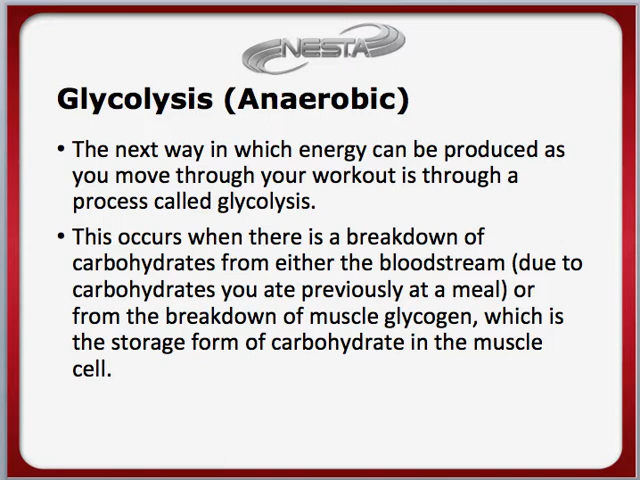 NESTA
Glycolysis (Anaerobic)
• The next way in which energy can be produced as
you move through your workout is through a
process called glycolysis.
• This occurs when there is a breakdown of
carbohydrates from either the bloodstream (due to
carbohydrates you ate previously at a meal) or
from the breakdown of muscle glycogen, which is
the storage form of carbohydrate in the muscle
cell.